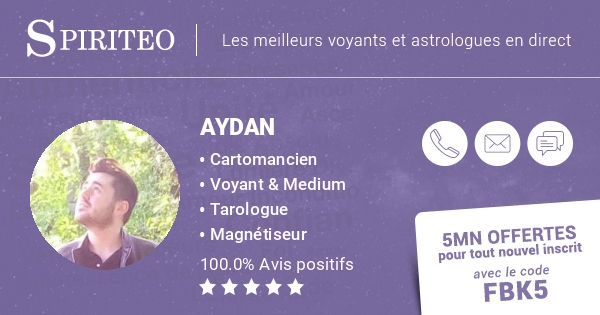 SPIRITEO
Les meilleurs voyants et astrologues en direct
AYDAN
• Cartomancien
• Voyant & Medium
• Tarologue
• Magnétiseur
100.0% Avis positifs
5MN OFFERTES
pour tout nouvel inscrit
avec le code
FBK5